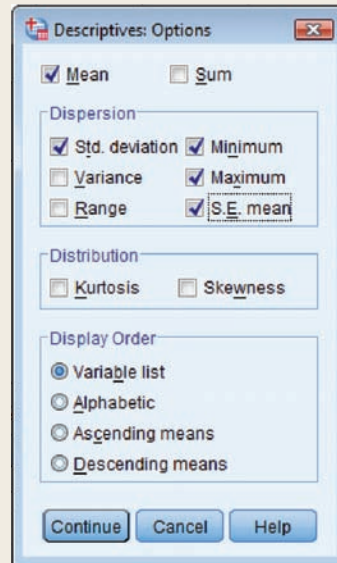 Descriptives: Options
Mean Sum
Dispersion
Std. deviation Minimum
Variance Maximum
Range S.E. mean
Distribution
Kurtosis Skewness
Display Order
Variable list
Alphabetic
Ascending means
Descending means
Continue Cancel Help